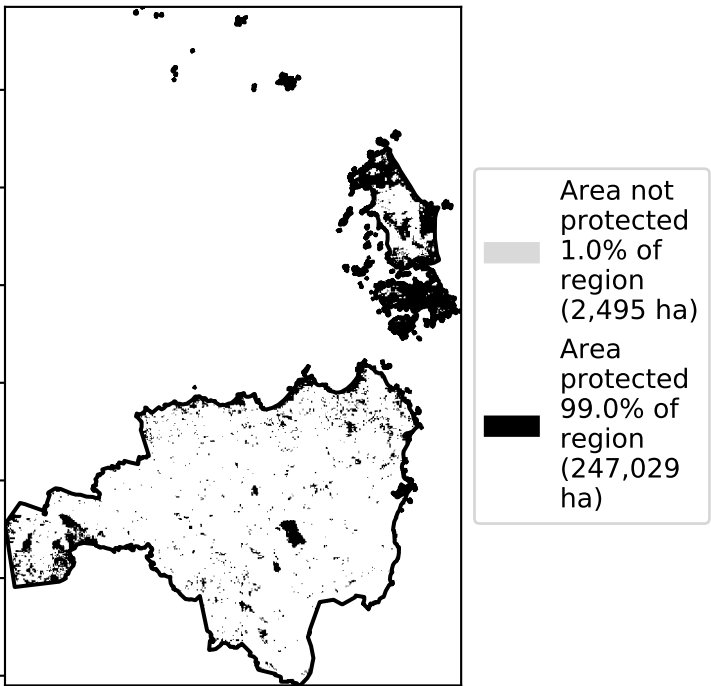 Area not
protected
1.0% of
region
(2,495 ha)
Area
protected
99.0% of
region
(247,029
ha)